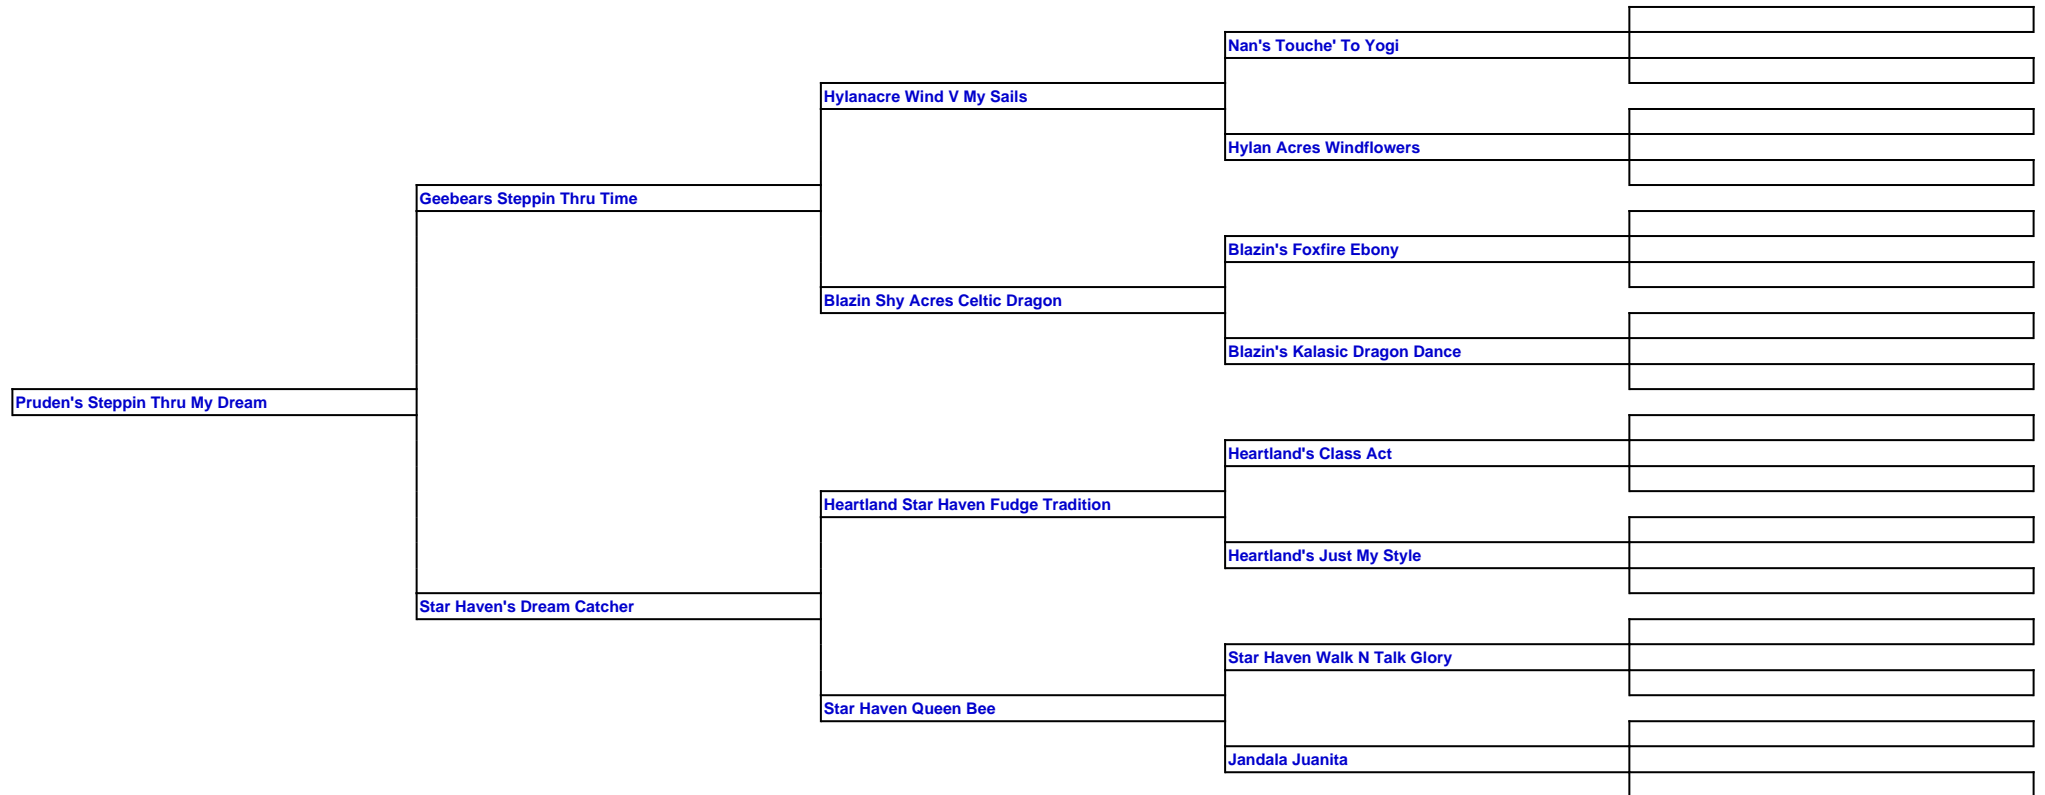 Nan's Touche' To Yogi
Hylanacre Wind V My Sails
Hylan Acres Windflowers
Geebears Steppin Thru Time
Blazin's Foxfire Ebony
Blazin Shy Acres Celtic Dragon
Blazin's Kalasic Dragon Dance
Pruden's Steppin Thru My Dream
Heartland's Class Act
Heartland Star Haven Fudge Tradition
Heartland's Just My Style
Star Haven's Dream Catcher
Star Haven Walk N Talk Glory
Star Haven Queen Bee
Jandala Juanita